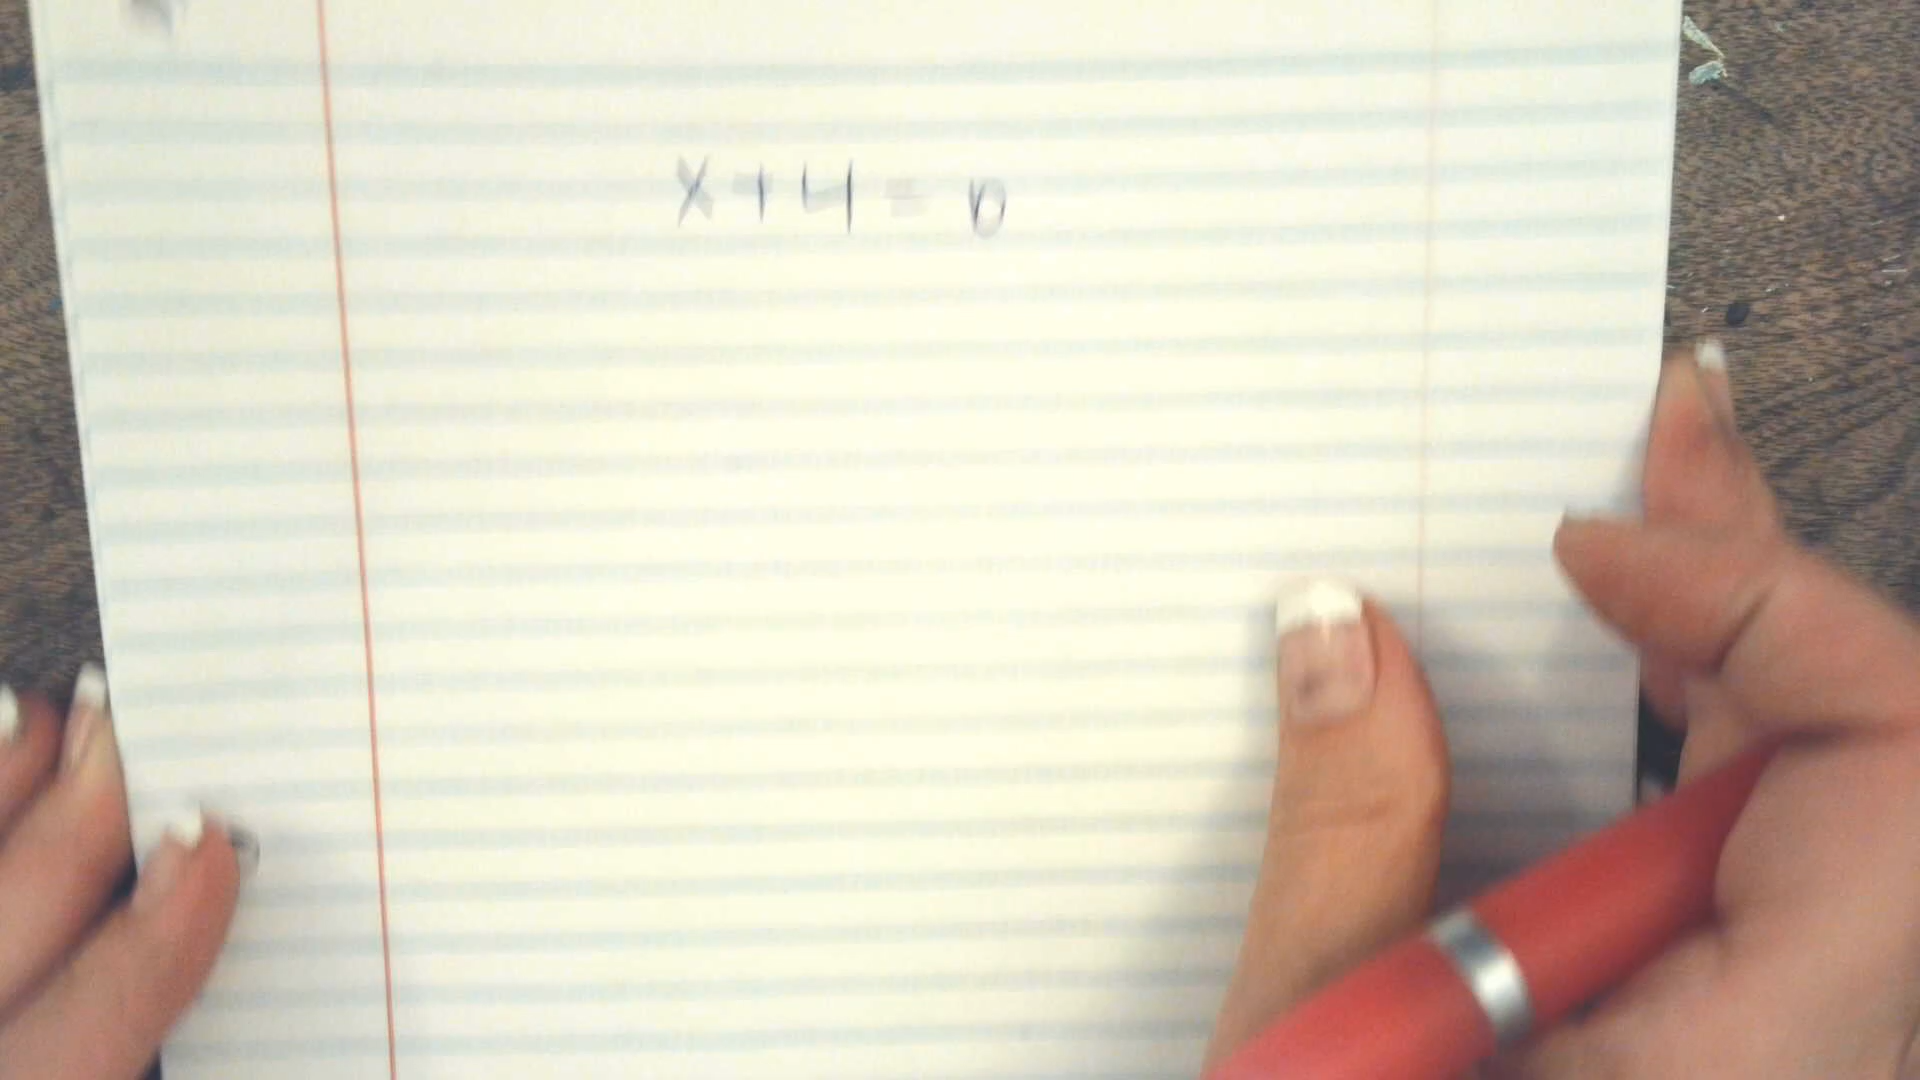 x + 4 = 0